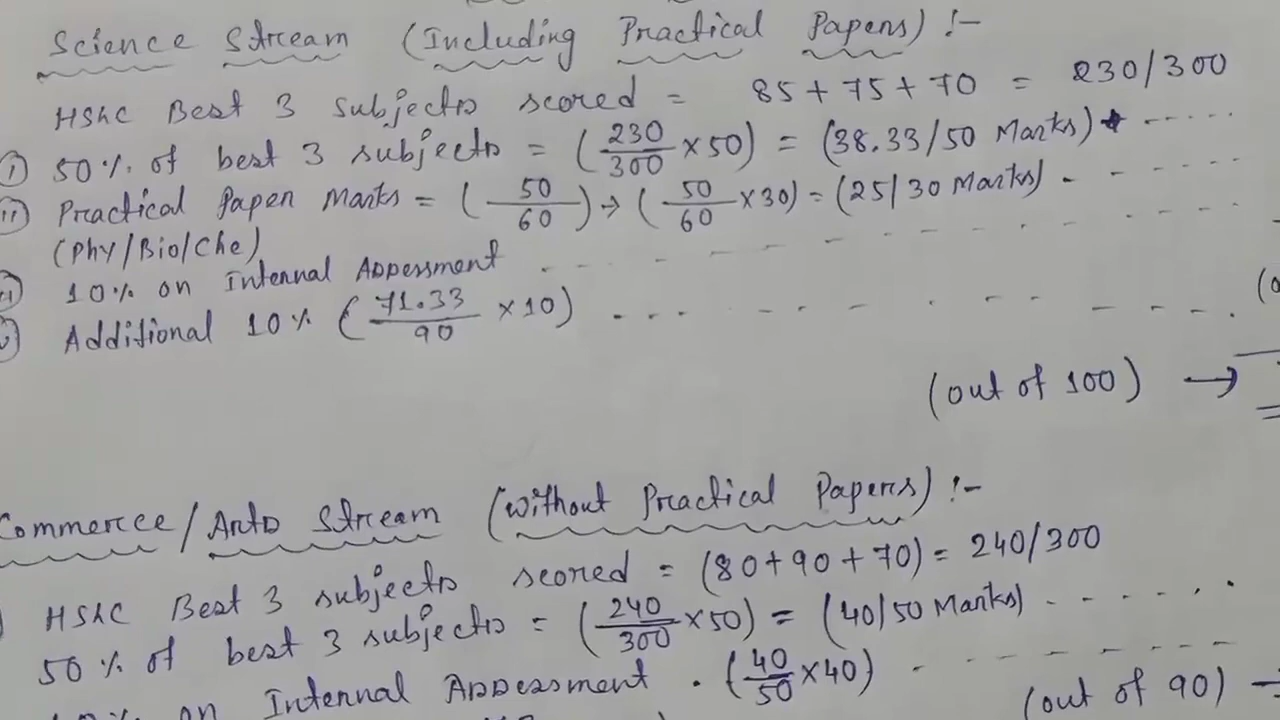 Science Stream (Including Practical Papers) :-
HSLC Best 3 subjects scored = 85 + 75 + 70 = 230/300
(i) 50% of best 3 subjects = (230/300 × 50) = (38.33/50 Marks)
(ii) Practical Paper Marks = (50/60) → (50/60 × 30) = (25/30 Marks)
(Phy/Bio/Che)
10% on Internal Assessment
Additional 10% (71.33/90 × 10)
(out of 100) →
Commerce/Arts Stream (Without Practical Papers) :-
HSLC Best 3 subjects scored = (80+90+70) = 240/300
50% of best 3 subjects = (240/300 × 50) = (40/50 Marks)
on Internal Assessment . (40/50 × 40)
(out of 90) →